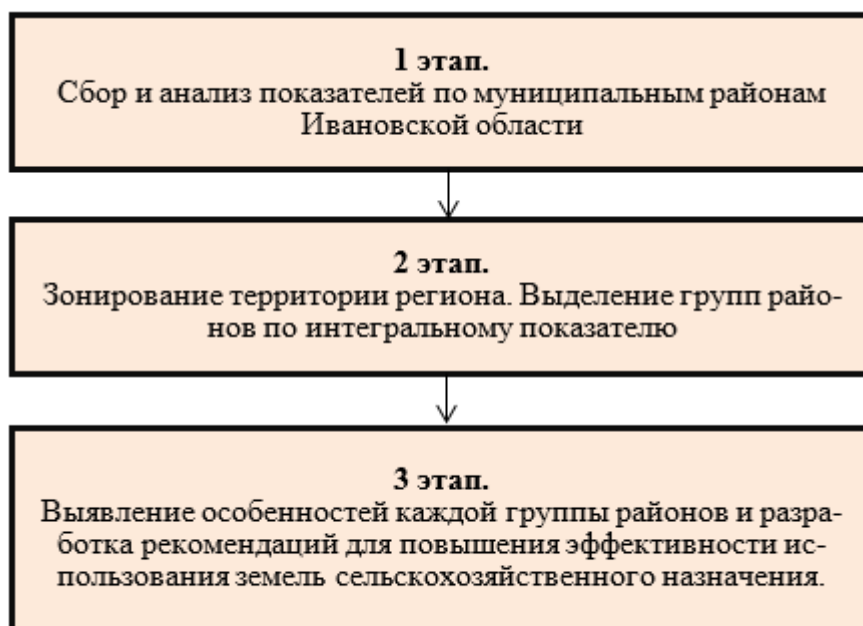 1 этап.
Сбор и анализ показателей по муниципальным районам
Ивановской области
2 этап.
Зонирование территории региона. Выделение групп райо-
нов по интегральному показателю
3 этап.
Выявление особенностей каждой группы районов и разра-
ботка рекомендаций для повышения эффективности ис-
пользования земель сельскохозяйственного назначения.